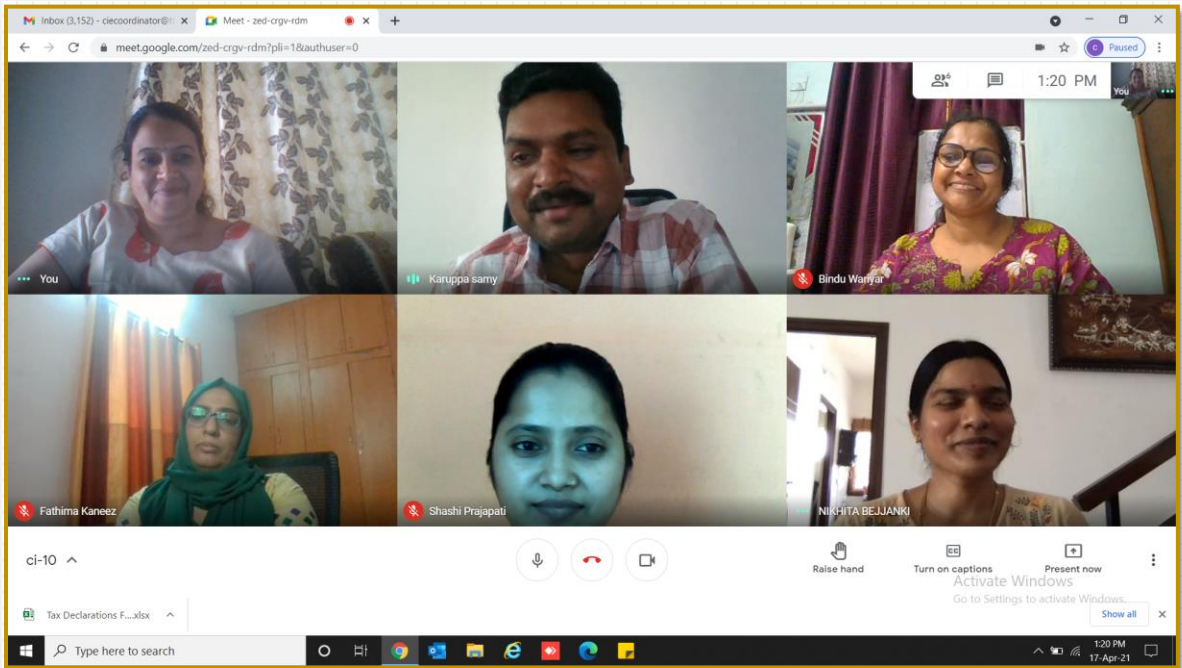 Inbox (3,152) - ciecoordinator@
Meet - zed-crgv-rdm
meet.google.com/zed-crgv-rdm?pli=1&authuser=0
C Paused
6
1:20 PM
You
You
Karuppa samy
Bindu Wariyar
Fathima Kaneez
Shashi Prajapati
NIKHITA BEJJANKI
ci-10
Raise hand
CC
Turn on captions
Present now
Activate Windows
Go to Settings to activate Windows.
Tax Declarations F....xlsx
Show all
Type here to search
1:20 PM
17-Apr-21